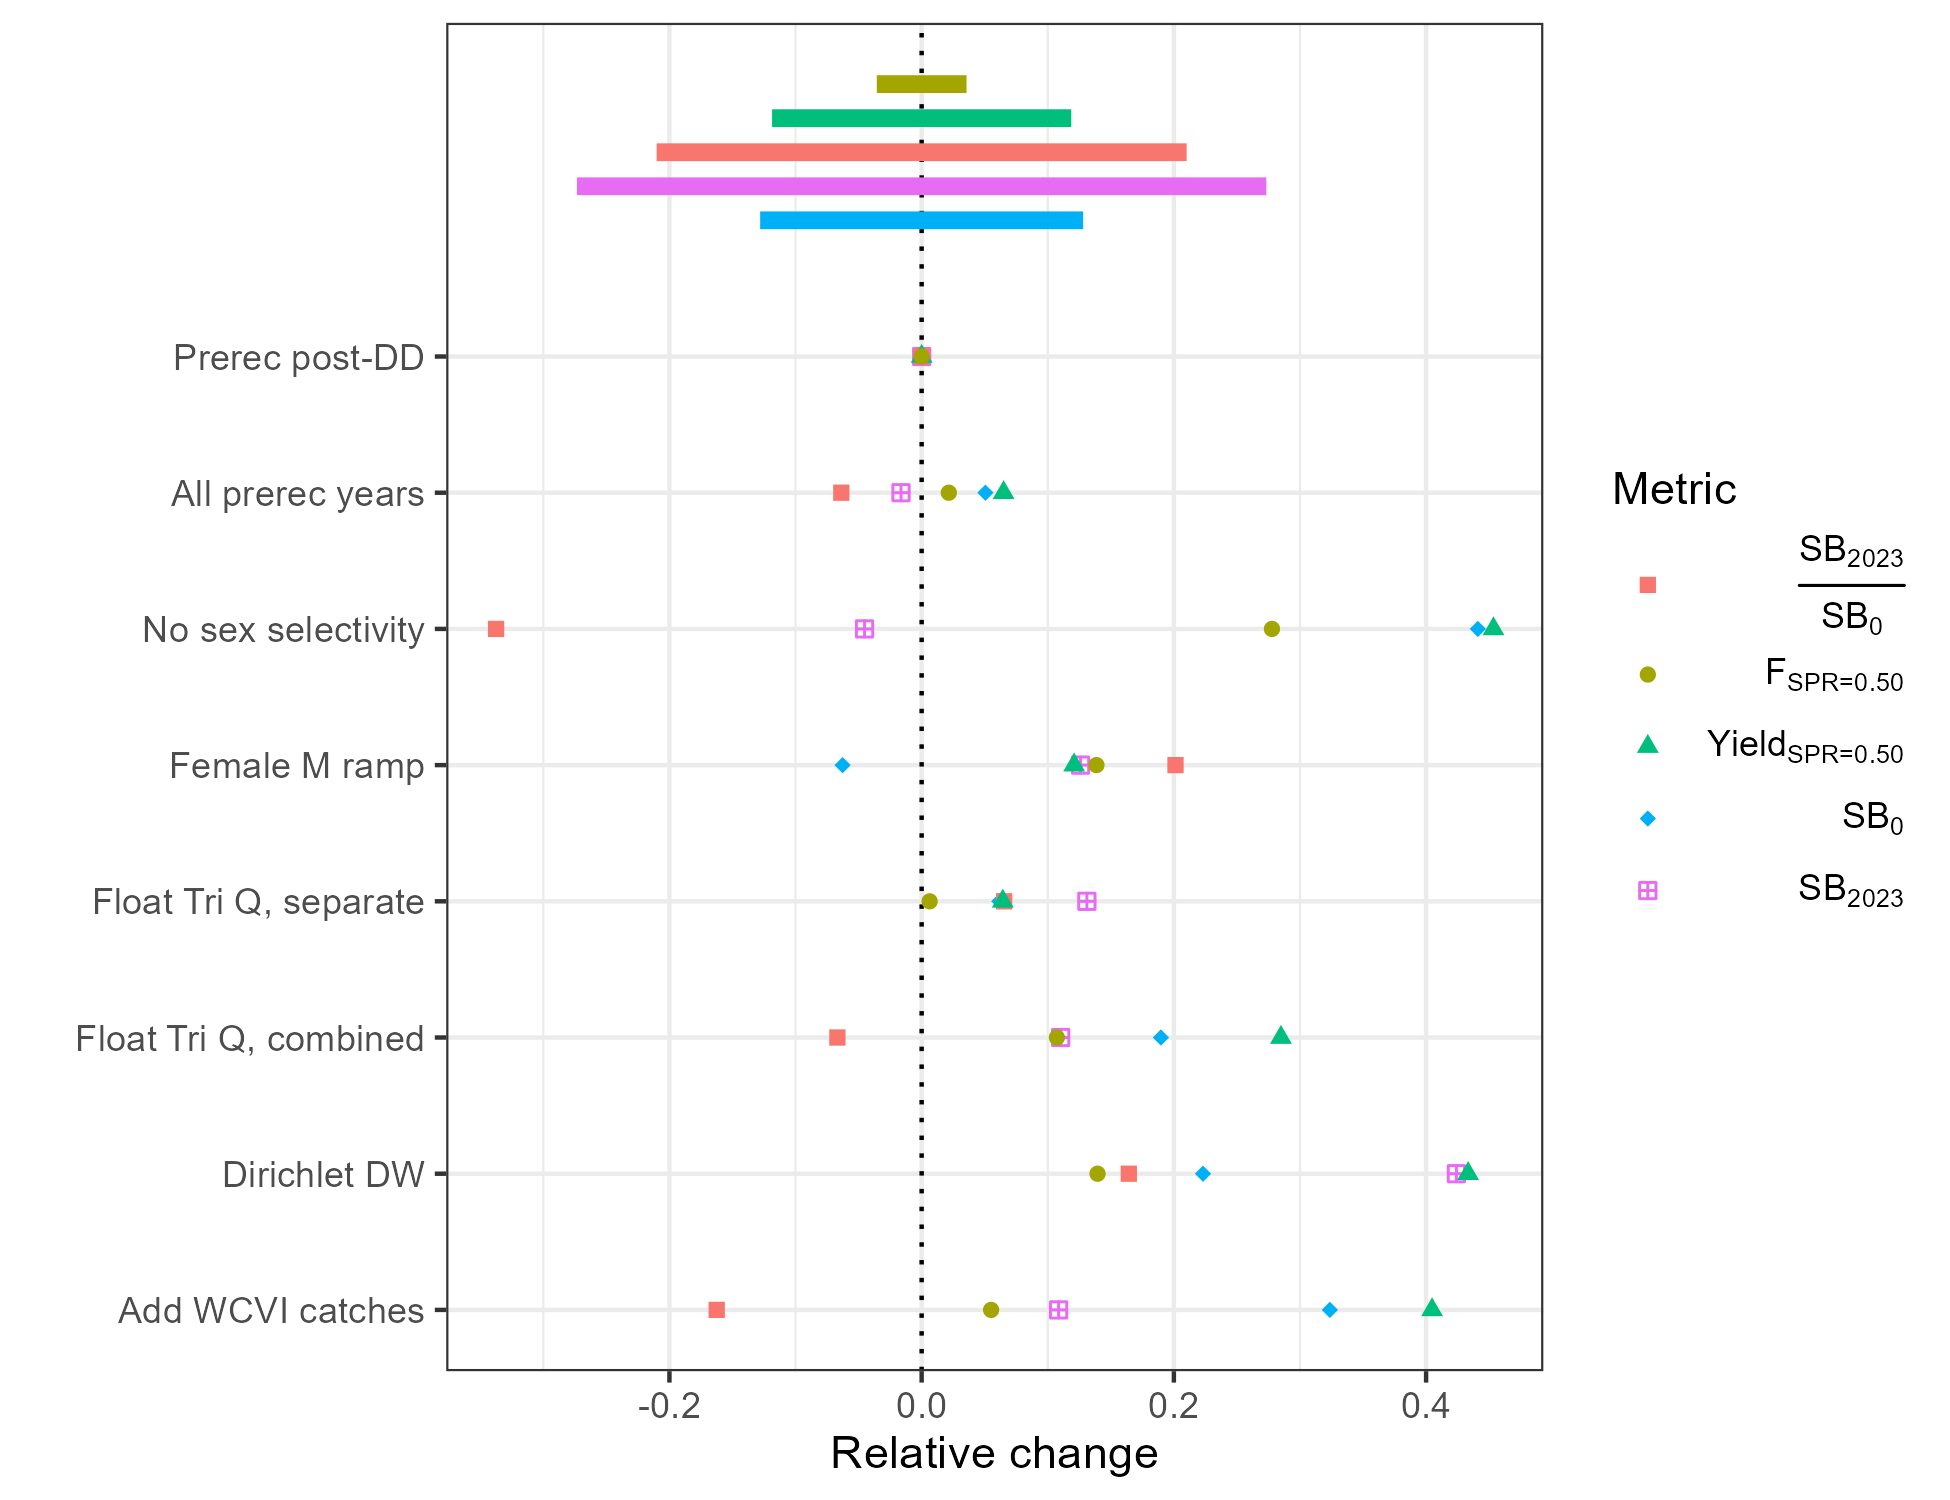 Prerec post-DD
All prerec years
No sex selectivity
Female M ramp
Float Tri Q, separate
Float Tri Q, combined
Dirichlet DW
Add WCVI catches
-0.2 0.0 0.2 0.4
Relative change
Metric
SB2023
SB0
FSPR=0.50
YieldSPR=0.50
SB0
SB2023